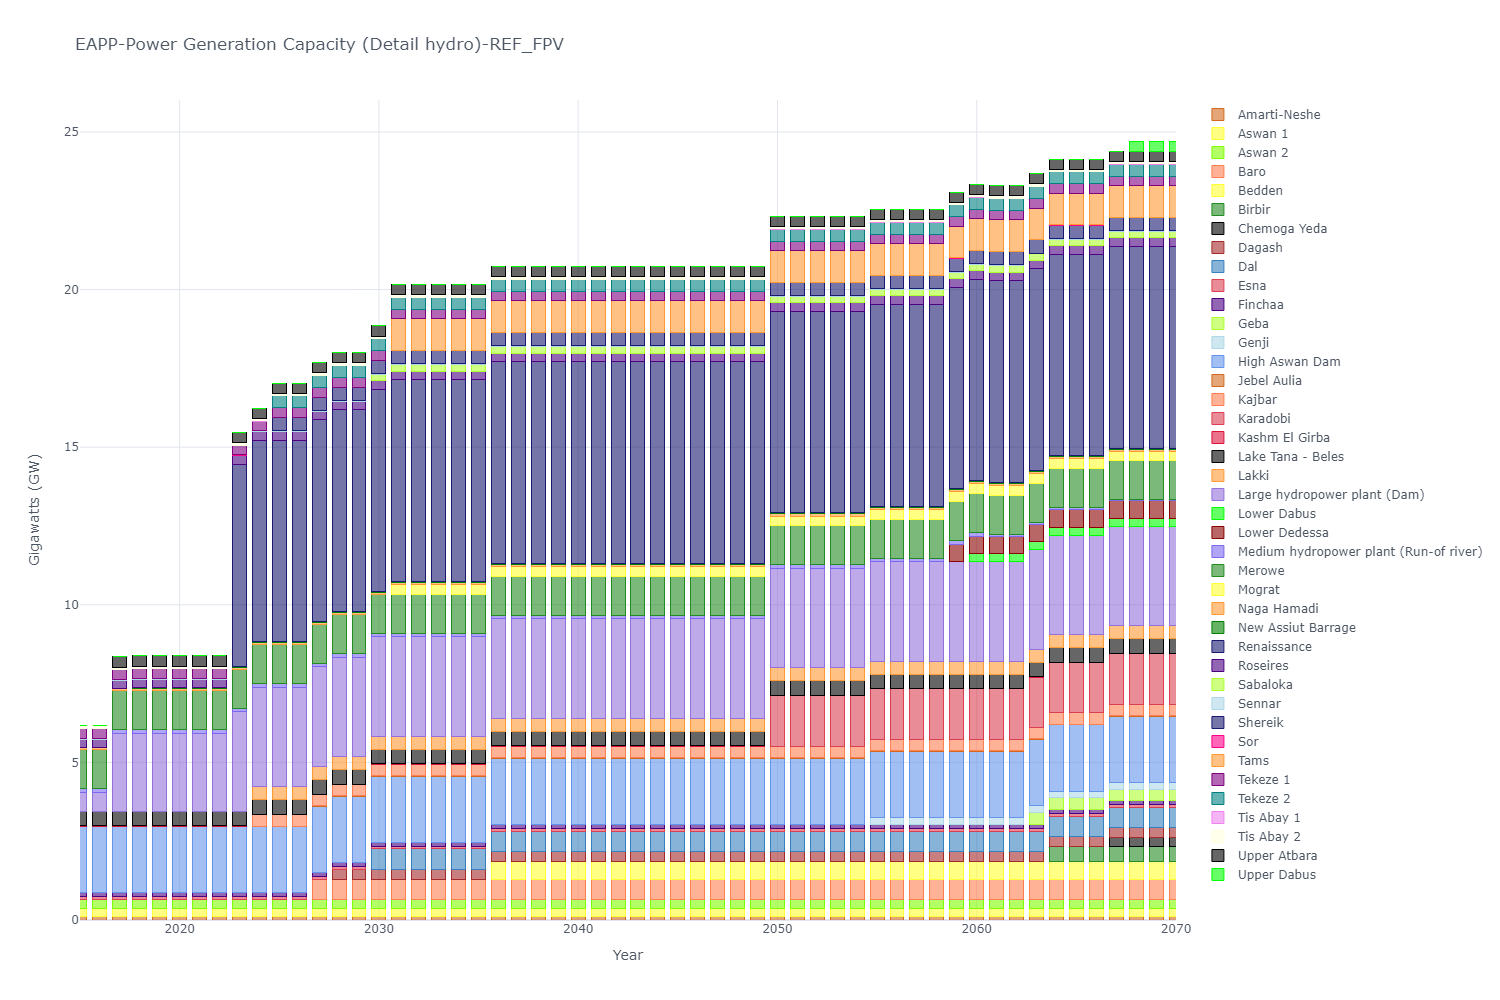 EAPP-Power Generation Capacity (Detail hydro)-REF_FPV
Gigawatts (GW)
25
20
15
10
5
0
2020
2030
2040
2050
2060
2070
Year
Amarti-Neshe
Aswan 1
Aswan 2
Baro
Bedden
Birbir
Chemoga Yeda
Dagash
Dal
Esna
Finchaa
Geba
Genji
High Aswan Dam
Jebel Aulia
Kajbar
Karadobi
Kashm El Girba
Lake Tana - Beles
Lakki
Large hydropower plant (Dam)
Lower Dabus
Lower Dedessa
Medium hydropower plant (Run-of river)
Merowe
Mograt
Naga Hamadi
New Assiut Barrage
Renaissance
Roseires
Sabaloka
Sennar
Shereik
Sor
Tams
Tekeze 1
Tekeze 2
Tis Abay 1
Tis Abay 2
Upper Atbara
Upper Dabus